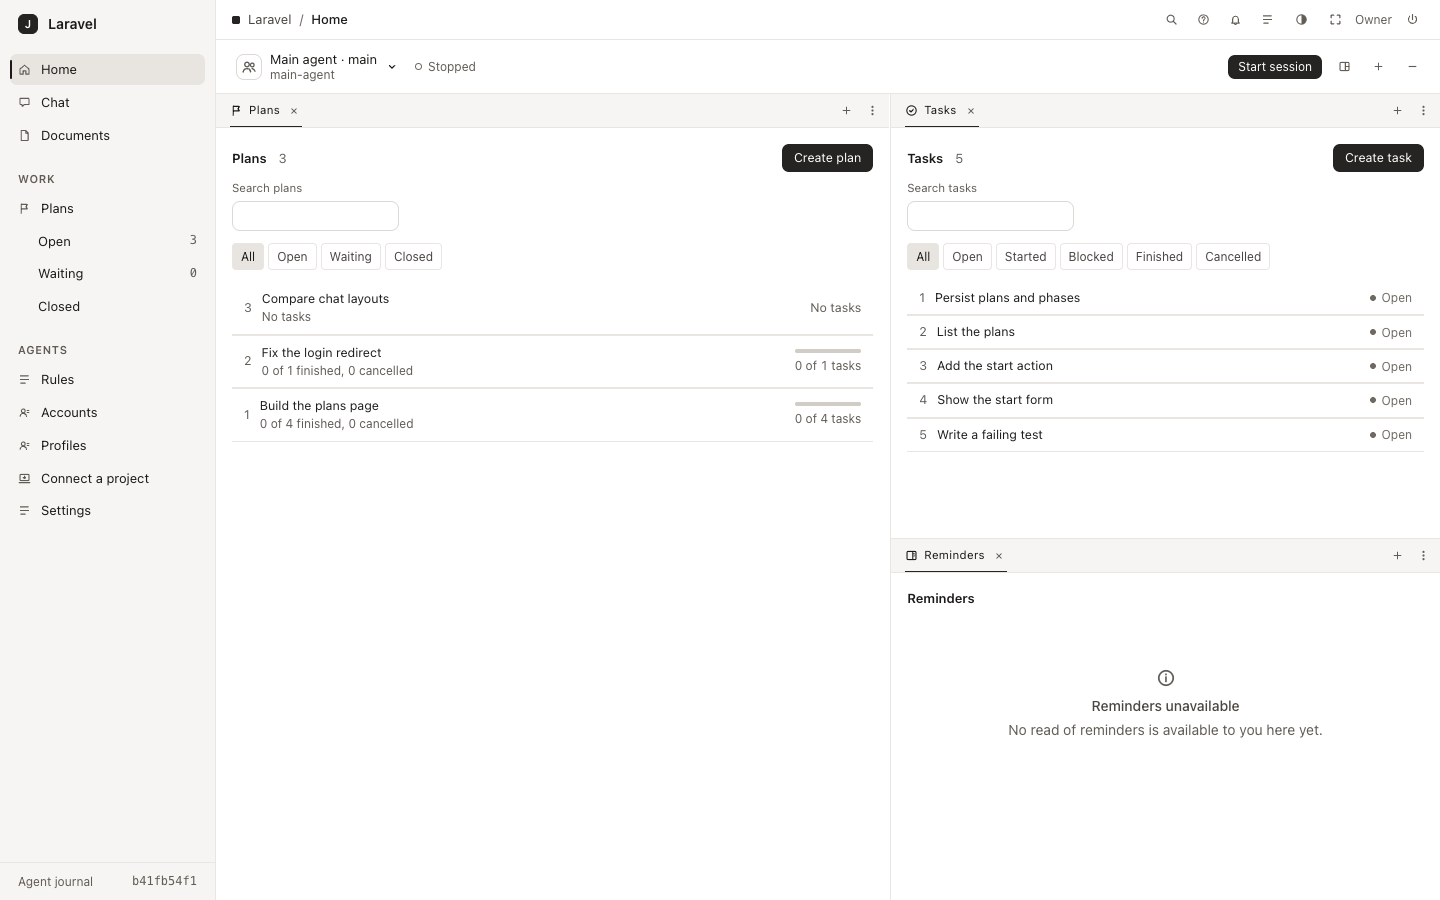 J Laravel
Home
Chat
Documents
WORK
Plans
Open 3
Waiting 0
Closed
AGENTS
Rules
Accounts
Profiles
Connect a project
Settings
Agent journal b41fb54f1
Laravel / Home
Owner
Main agent · main
main-agent
Stopped
Start session
Plans
Plans 3
Create plan
Search plans
All Open Waiting Closed
3 Compare chat layouts
No tasks
No tasks
2 Fix the login redirect
0 of 1 finished, 0 cancelled
0 of 1 tasks
1 Build the plans page
0 of 4 finished, 0 cancelled
0 of 4 tasks
Tasks
Tasks 5
Create task
Search tasks
All Open Started Blocked Finished Cancelled
1 Persist plans and phases Open
2 List the plans Open
3 Add the start action Open
4 Show the start form Open
5 Write a failing test Open
Reminders
Reminders
Reminders unavailable
No read of reminders is available to you here yet.